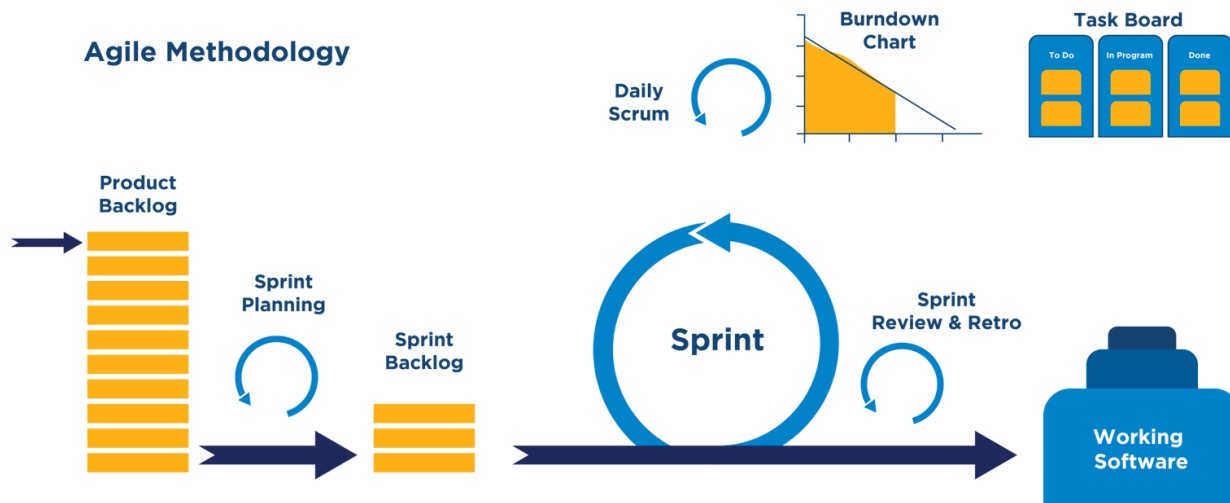 Agile Methodology
Burndown
Chart
Task Board
To Do
In Program
Done
Daily
Scrum
Product
Backlog
Sprint
Planning
Sprint
Backlog
Sprint
Sprint
Review & Retro
Working
Software